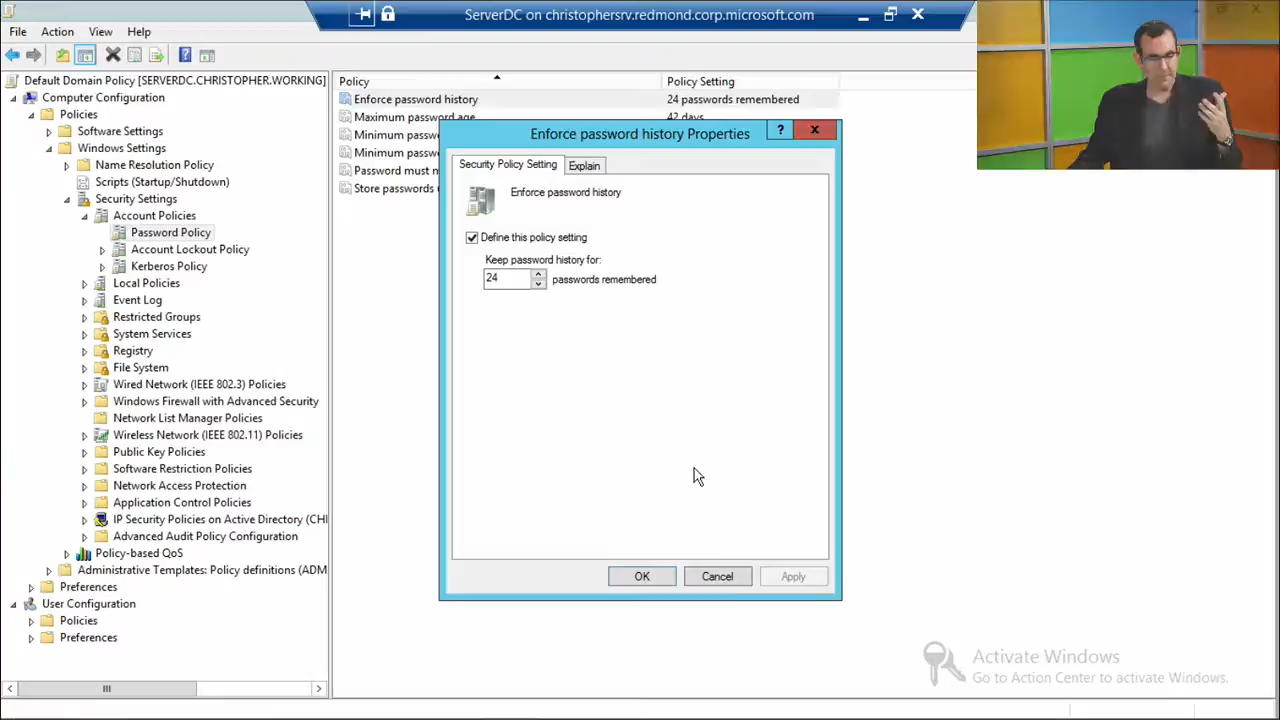 ServerDC on christophersrv.redmond.corp.microsoft.com
File Action View Help
Default Domain Policy [SERVERDC.CHRISTOPHER.WORKING]
Computer Configuration
Policies
Software Settings
Windows Settings
Name Resolution Policy
Scripts (Startup/Shutdown)
Security Settings
Account Policies
Password Policy
Account Lockout Policy
Kerberos Policy
Local Policies
Event Log
Restricted Groups
System Services
Registry
File System
Wired Network (IEEE 802.3) Policies
Windows Firewall with Advanced Security
Network List Manager Policies
Wireless Network (IEEE 802.11) Policies
Public Key Policies
Software Restriction Policies
Network Access Protection
Application Control Policies
IP Security Policies on Active Directory (CHI
Advanced Audit Policy Configuration
Policy-based QoS
Administrative Templates: Policy definitions (ADM
Preferences
User Configuration
Policies
Preferences
Policy Policy Setting
Enforce password history 24 passwords remembered
Maximum password age 42 days
Minimum passw
Minimum passw
Password must m
Store passwords
Enforce password history Properties
Security Policy Setting Explain
Enforce password history
Define this policy setting
Keep password history for:
24 passwords remembered
OK Cancel Apply
Activate Windows
Go to Action Center to activate Windows.